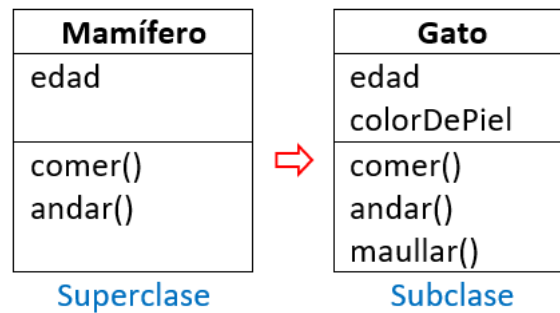 Mamífero
edad
comer()
andar()
Superclase
Gato
edad
colorDePiel
comer()
andar()
maullar()
Subclase